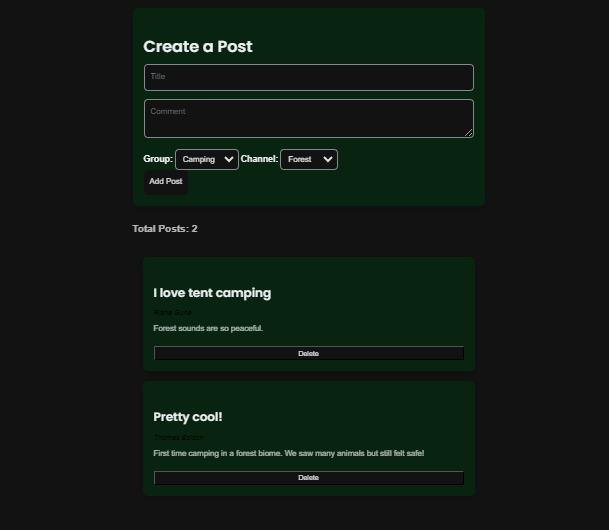 Create a Post
Title
Comment
Group: Camping Channel: Forest
Add Post
Total Posts: 2
I love tent camping
Forest sounds are so peaceful.
Delete
Pretty cool!
Thomas
First time camping in a forest biome. We saw many animals but still felt safe!
Delete